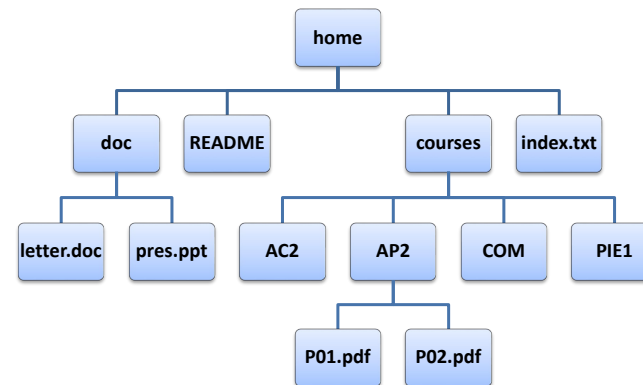 home
doc
README
courses
index.txt
letter.doc
pres.ppt
AC2
AP2
COM
PIE1
P01.pdf
P02.pdf